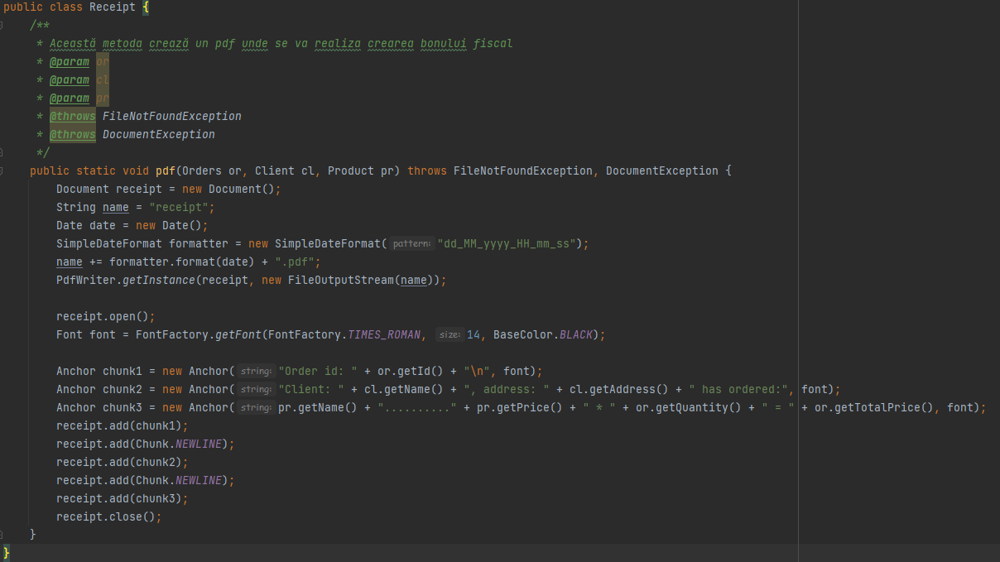 public class Receipt {
/**
* Această metoda crează un pdf unde se va realiza crearea bonului fiscal
* @param or
* @param cl
* @param pr
* @throws FileNotFoundException
* @throws DocumentException
*/
public static void pdf(Orders or, Client cl, Product pr) throws FileNotFoundException, DocumentException {
Document receipt = new Document();
String name = "receipt";
Date date = new Date();
SimpleDateFormat formatter = new SimpleDateFormat( pattern: "dd_MM_yyyy_HH_mm_ss");
name += formatter.format(date) + ".pdf";
PdfWriter.getInstance(receipt, new FileOutputStream(name));
receipt.open();
Font font = FontFactory.getFont(FontFactory.TIMES_ROMAN, size: 14, BaseColor.BLACK);
Anchor chunk1 = new Anchor( string: "Order id: " + or.getId() + "\n", font);
Anchor chunk2 = new Anchor( string: "Client: " + cl.getName() + ", address: " + cl.getAddress() + " has ordered:", font);
Anchor chunk3 = new Anchor( string: pr.getName() + ".........." + pr.getPrice() + " * " + or.getQuantity() + " = " + or.getTotalPrice(), font);
receipt.add(chunk1);
receipt.add(Chunk.NEWLINE);
receipt.add(chunk2);
receipt.add(Chunk.NEWLINE);
receipt.add(chunk3);
receipt.close();
}
}